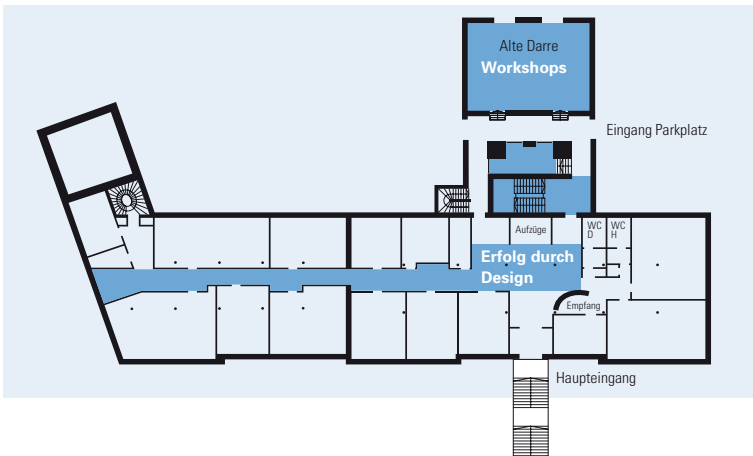 Alte Darre
Workshops
Eingang Parkplatz
Aufzüge
WC
D
WC
H
Erfolg durch
Design
Empfang
Haupteingang